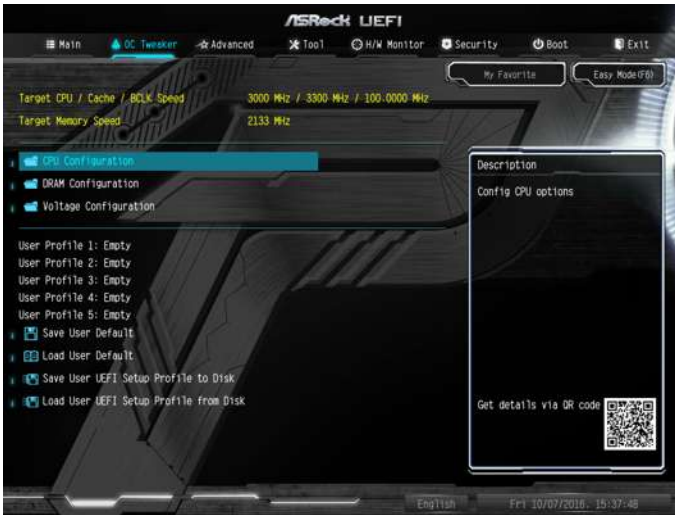 ASRock UEFI
Main OC Tweaker Advanced Tool H/W Monitor Security Boot Exit
My Favorite Easy Mode(F6)
Target CPU / Cache / BCLK Speed 3000 MHz / 3300 MHz / 100.0000 MHz
Target Memory Speed 2133 MHz
CPU Configuration
DRAM Configuration
Voltage Configuration
User Profile 1: Empty
User Profile 2: Empty
User Profile 3: Empty
User Profile 4: Empty
User Profile 5: Empty
Save User Default
Load User Default
Save User UEFI Setup Profile to Disk
Load User UEFI Setup Profile from Disk
Description
Config CPU options
Get details via QR code
English Fri 10/07/2016. 15:37:48